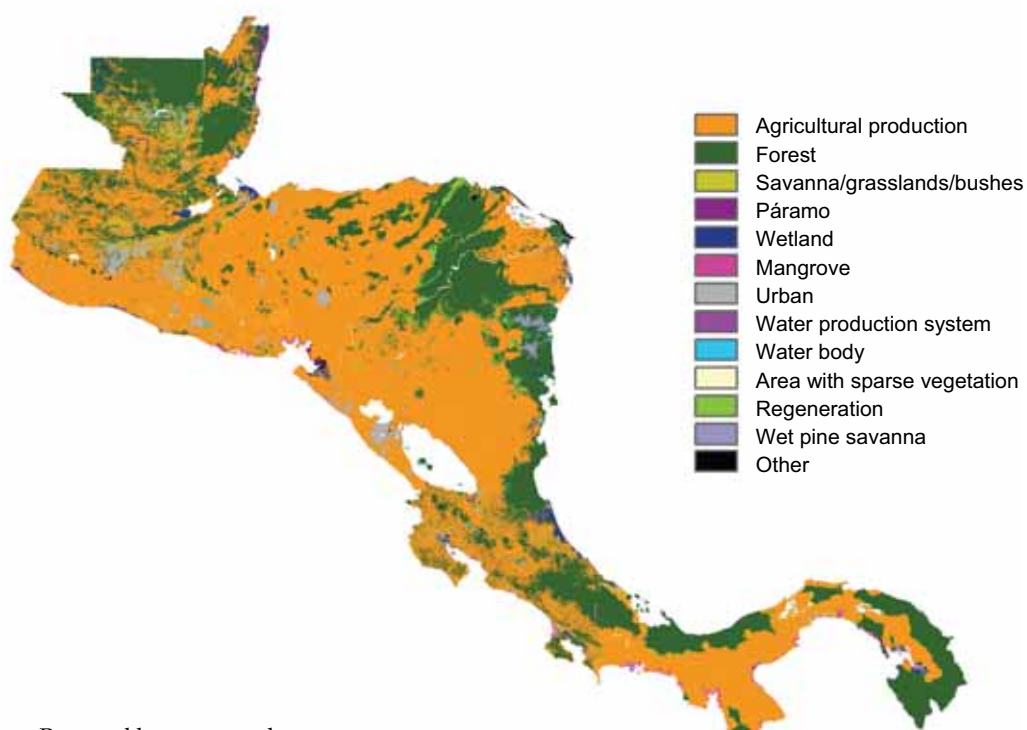 Agricultural production
Forest
Savanna/grasslands/bushes
Páramo
Wetland
Mangrove
Urban
Water production system
Water body
Area with sparse vegetation
Regeneration
Wet pine savanna
Other